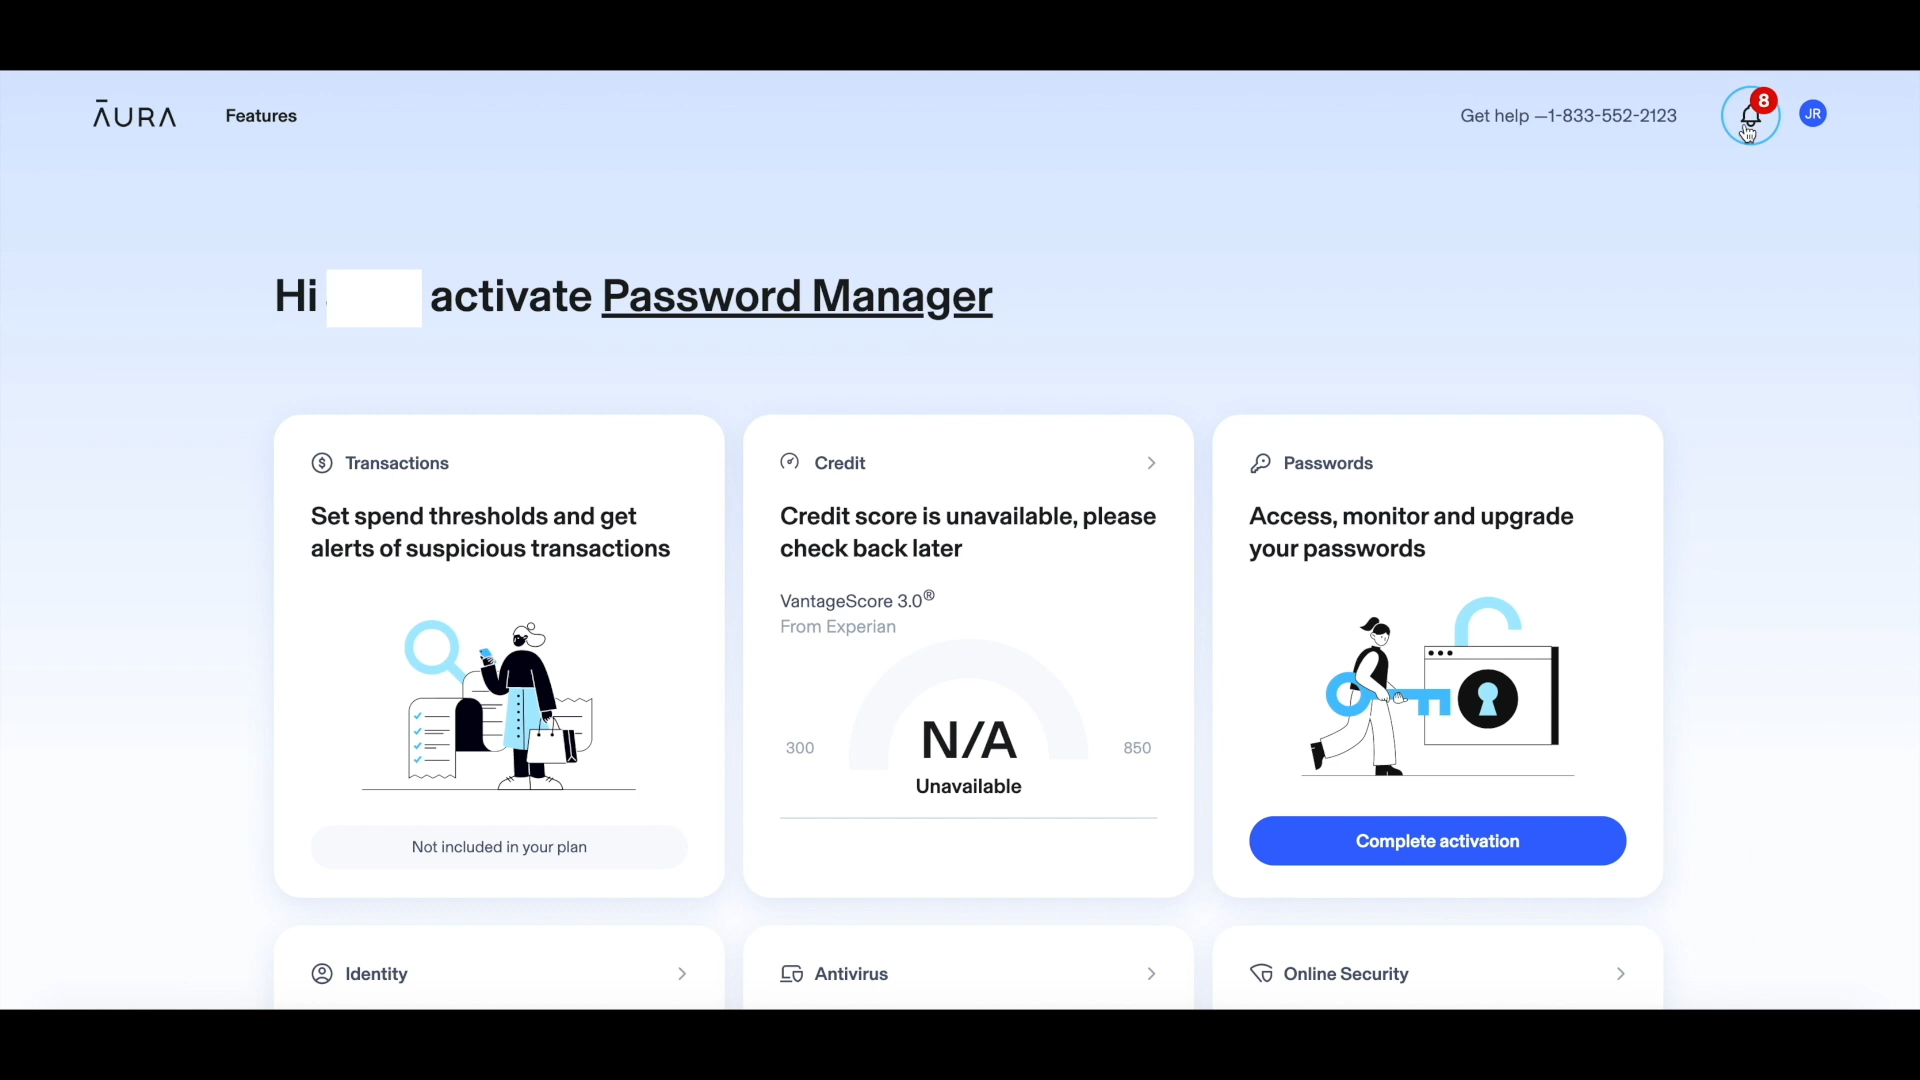 ĀURA
Features
Get help —1-833-552-2123
8
JR
Hi activate Password Manager
Transactions
Set spend thresholds and get
alerts of suspicious transactions
Not included in your plan
Credit
Credit score is unavailable, please
check back later
VantageScore 3.0®
From Experian
N/A
300
850
Unavailable
Passwords
Access, monitor and upgrade
your passwords
Complete activation
Identity
Antivirus
Online Security